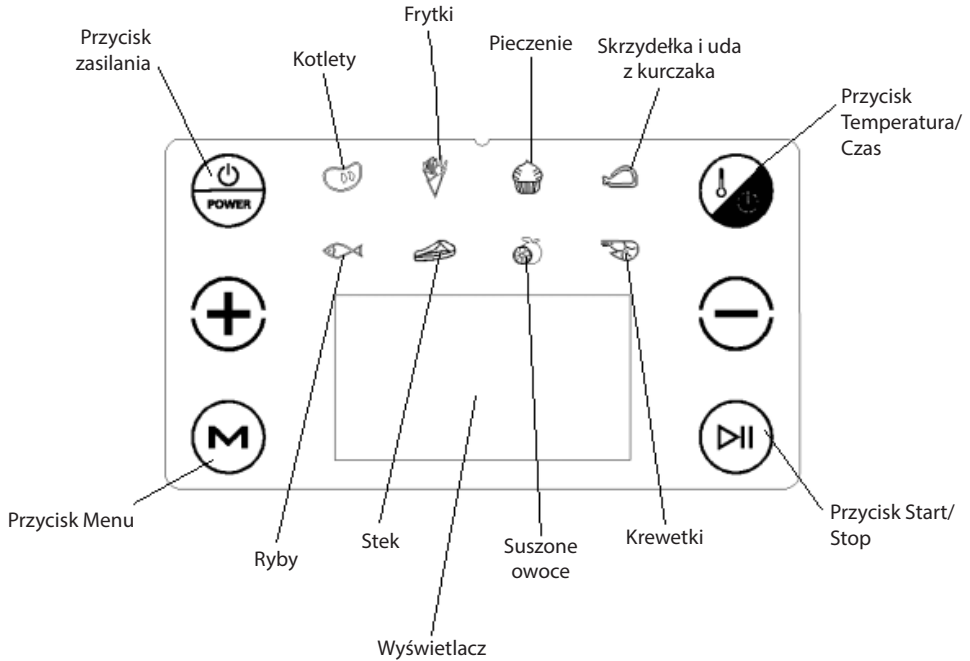 Frytki
Przycisk
zasilania
Kotlety
Pieczenie
Skrzydełka i uda
z kurczaka
Przycisk
Temperatura/
Czas
POWER
M
Przycisk Menu
Ryby
Stek
Suszone
owoce
Krewetki
Przycisk Start/
Stop
Wyświetlacz